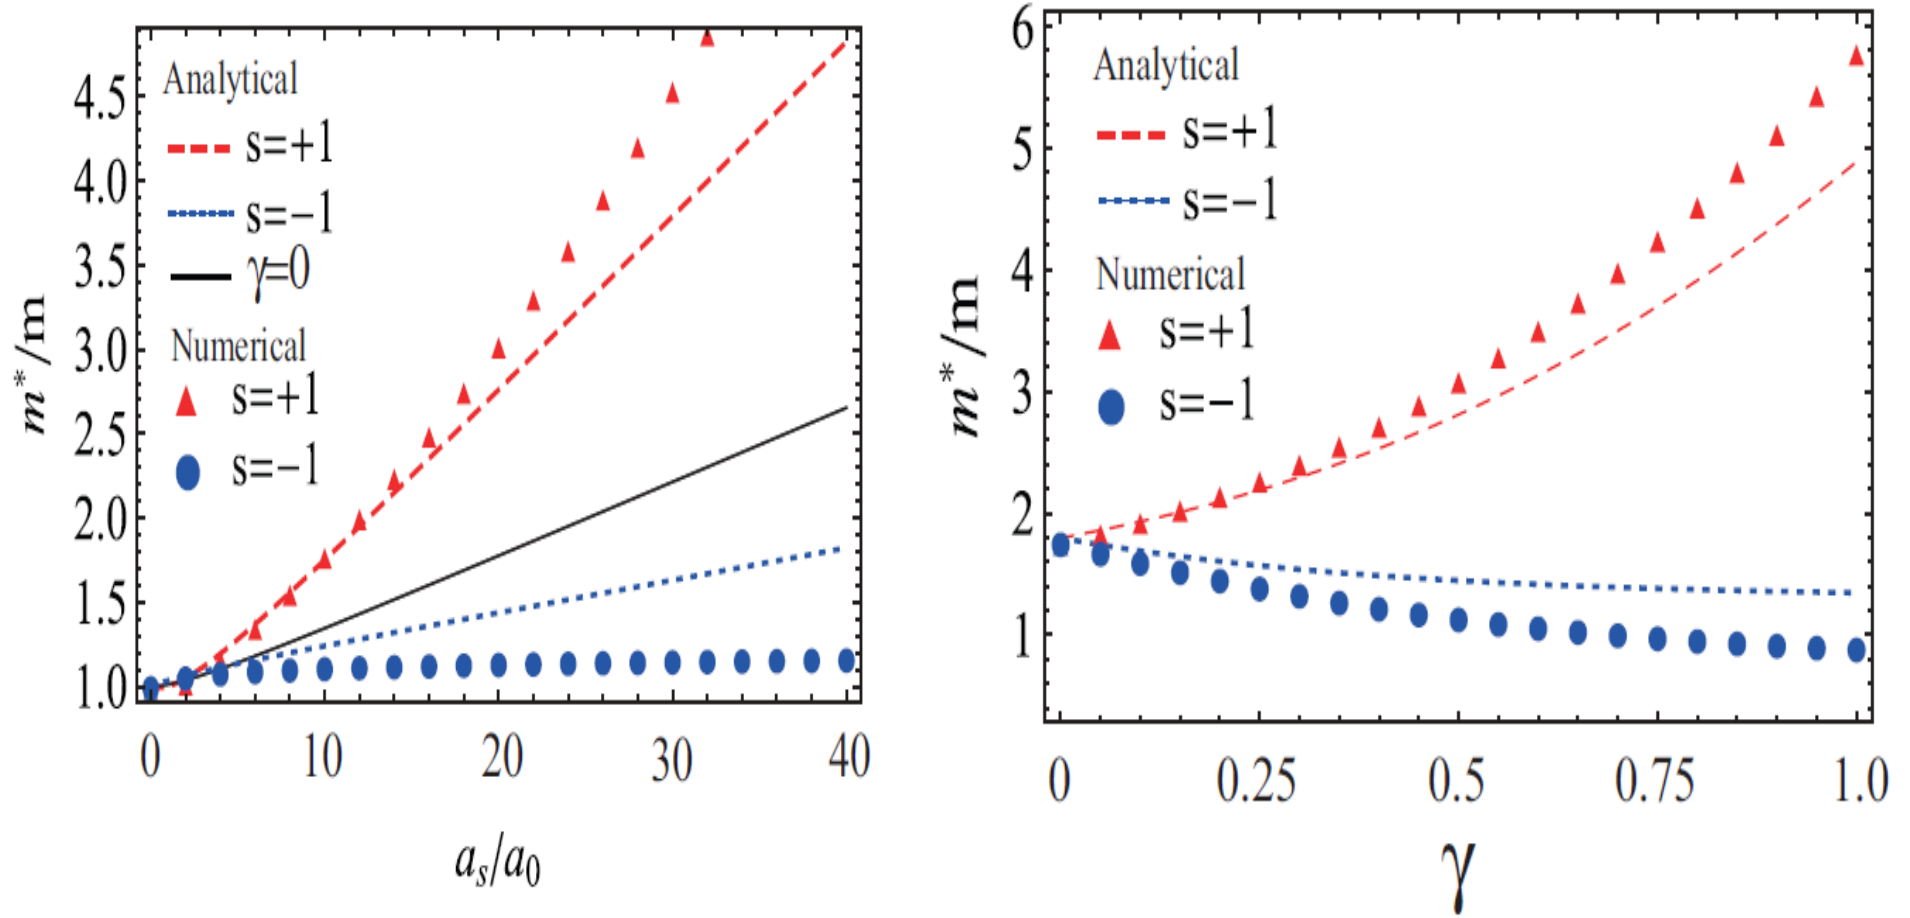 Analytical
s=+1
s=−1
γ=0
Numerical
s=+1
s=−1
4.5
4.0
3.5
3.0
2.5
2.0
1.5
1.0
m*/m
0 10 20 30 40
as/a0
Analytical
s=+1
s=−1
Numerical
s=+1
s=−1
6
5
4
3
2
1
m*/m
0 0.25 0.5 0.75 1.0
γ